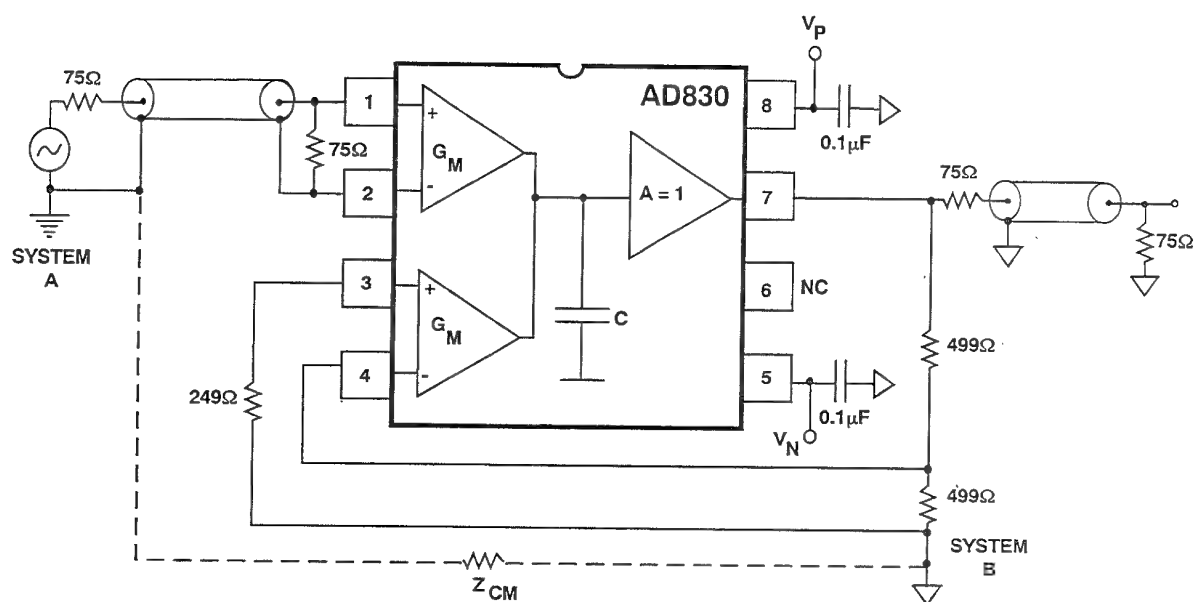 V_P
AD830
75Ω
75Ω
1
+
G_M
-
2
8
0.1µF
A = 1
7
75Ω
75Ω
SYSTEM
A
3
+
G_M
-
4
C
6
NC
5
0.1µF
V_N
249Ω
499Ω
499Ω
SYSTEM
B
Z_CM